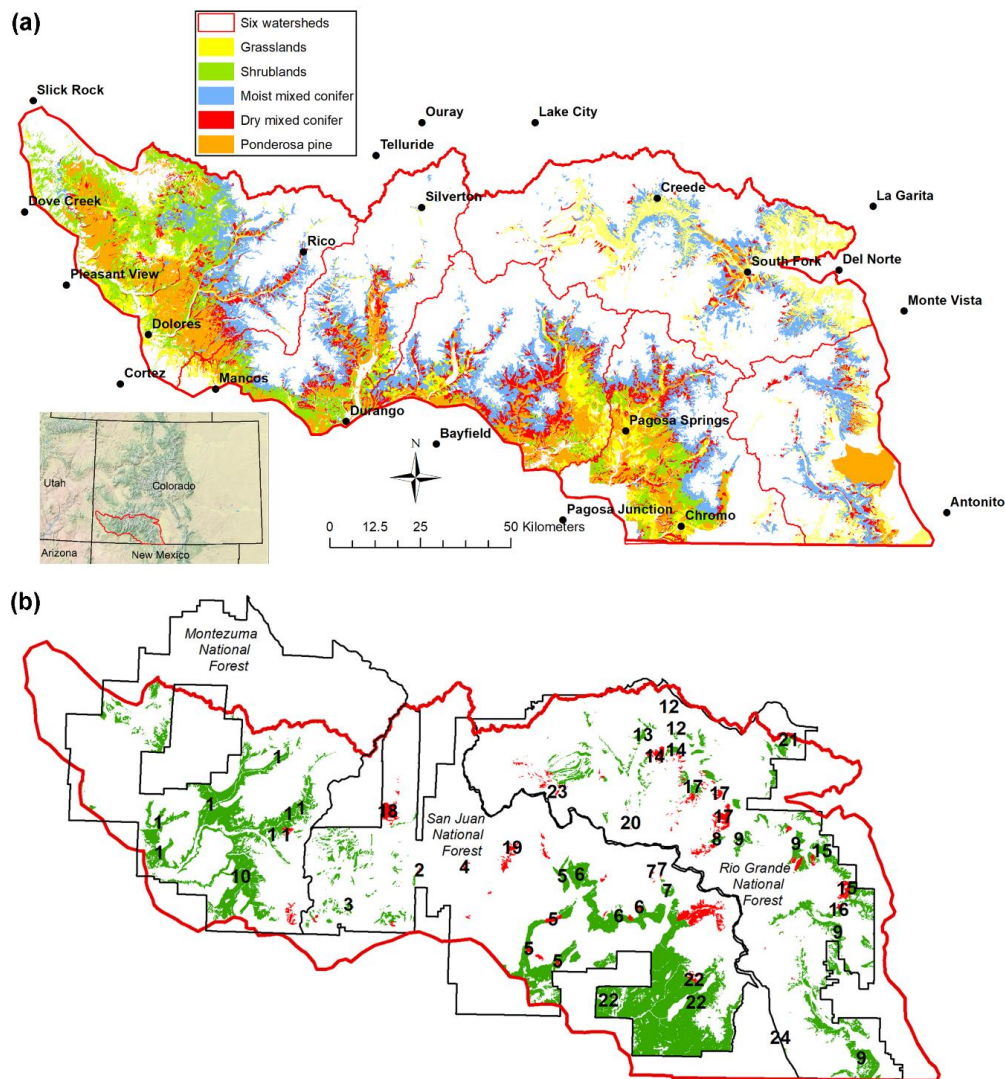 (a)
Six watersheds
Grasslands
Shrublands
Moist mixed conifer
Dry mixed conifer
Ponderosa pine
Slick Rock
Ouray
Lake City
Telluride
Silverton
Creede
La Garita
Dove Creek
Rico
South Fork
Del Norte
Pleasant View
Monte Vista
Dolores
Cortez
Mancos
Durango
Pagosa Springs
N
Bayfield
Utah
Colorado
Arizona
New Mexico
Pagosa Junction
Chromo
Antonito
0 12.5 25 50 Kilometers
(b)
Montezuma
National
Forest
12
13 12
21
14 14
1
23 17 17
1 1 1 18
17
1
San Juan
National
Forest
20
1 1 8 9 9 15
1
19
2 4 5 6 7 7
Rio Grande
National
Forest
10 7
15
3 5 6 6 16
9
5 5
22
22 22
24
9